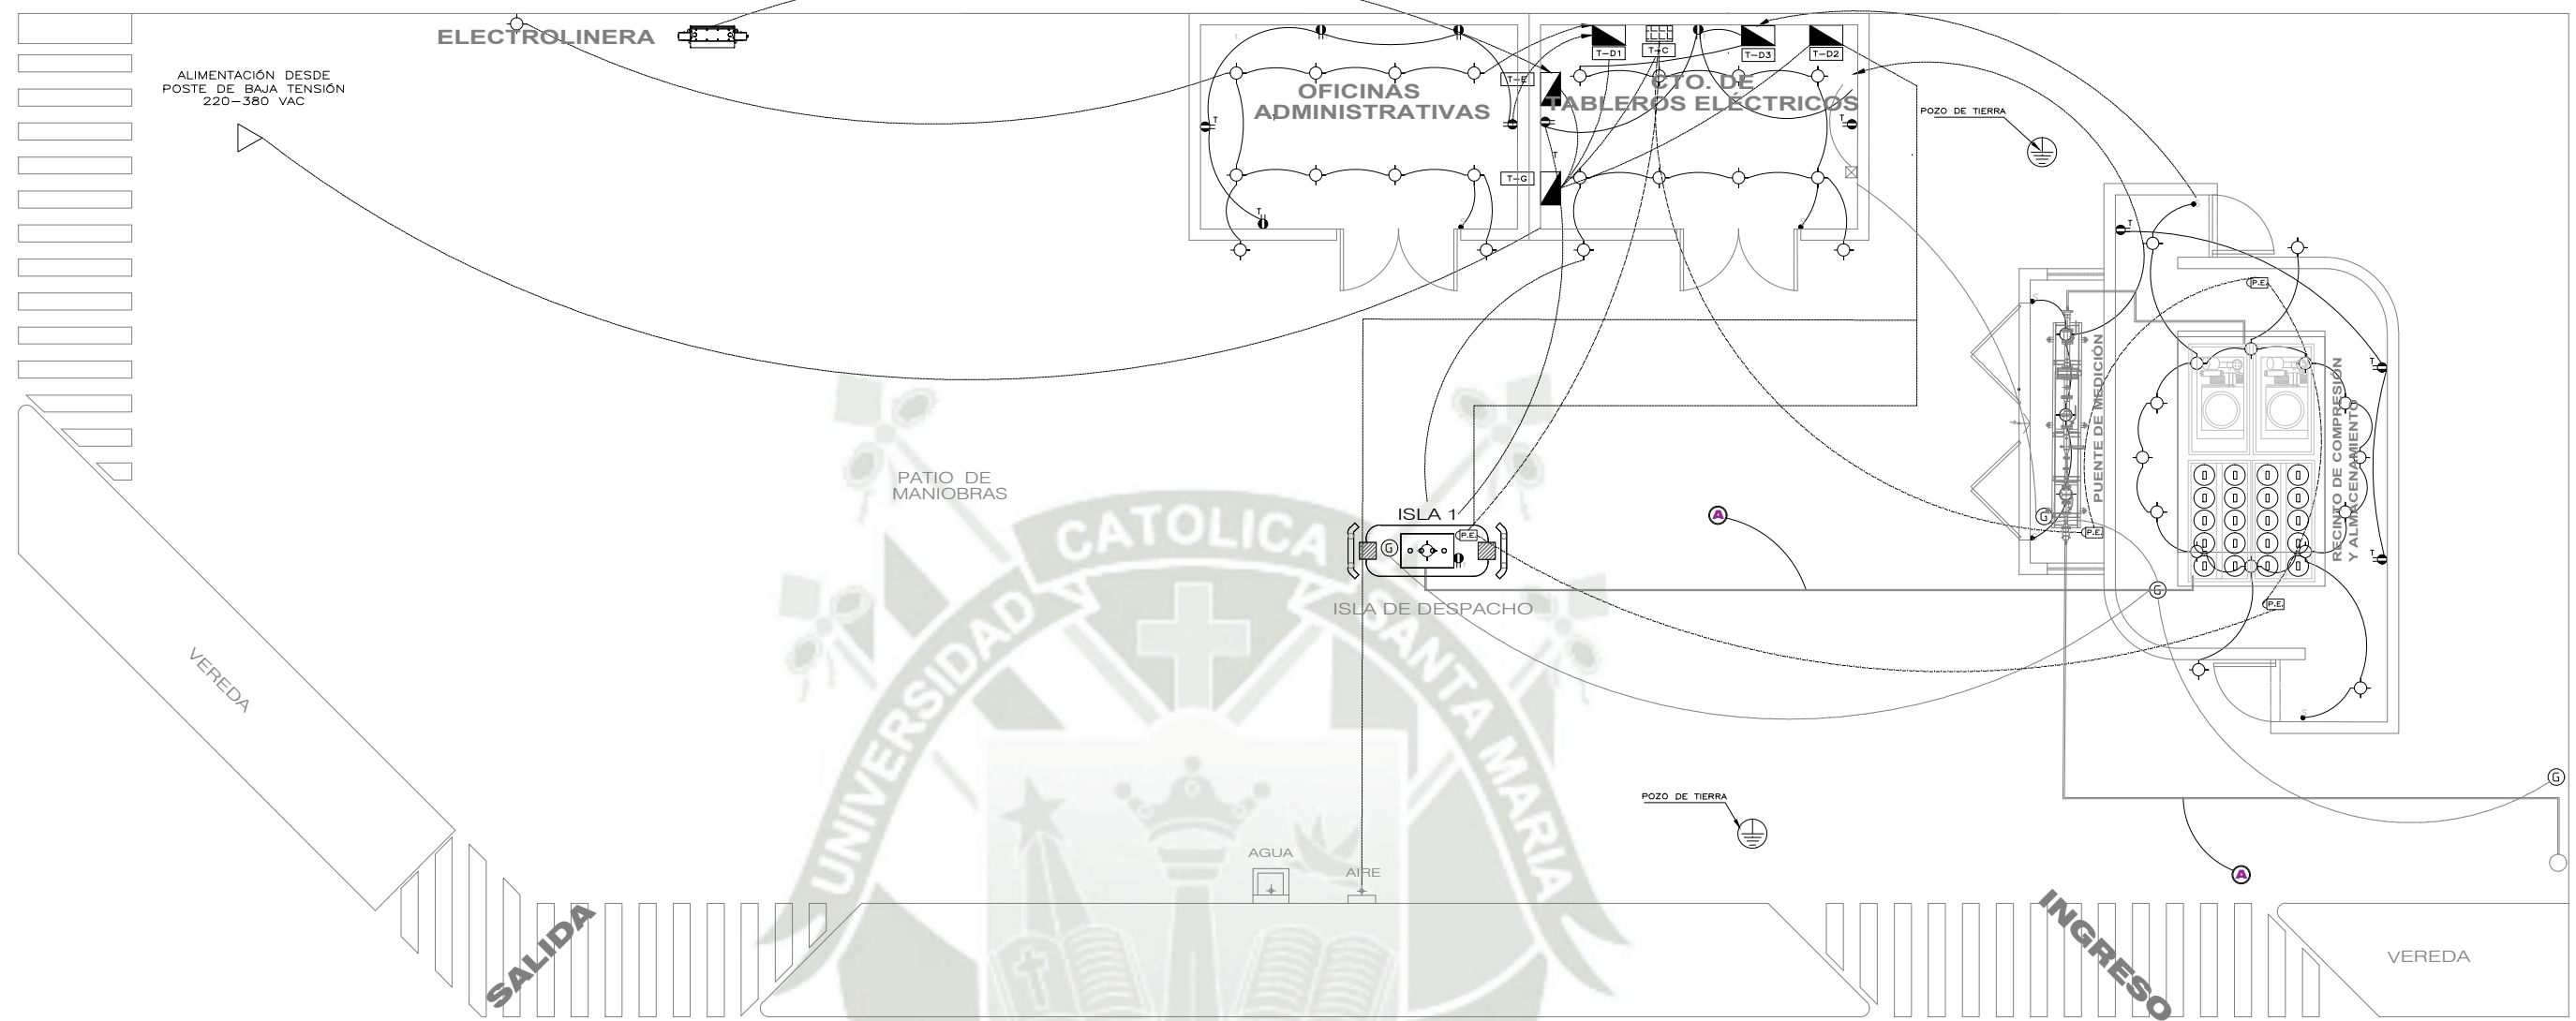 ELECTROLINERA
ALIMENTACIÓN DESDE
POSTE DE BAJA TENSIÓN
220-380 VAC
OFICINAS
ADMINISTRATIVAS
T-D1
T-C
T-D3
T-D2
T-E
T-G
CTO. DE
TABLEROS ELÉCTRICOS
T
T
T
T
T
POZO DE TIERRA
T
S
S
S
P.E.
PUENTE DE MEDICIÓN
RECINTO DE COMPRESIÓN
Y ALMACENAMIENTO
T
T
PATIO DE
MANIOBRAS
ISLA 1
P.E.
G
A
G
P.E.
G
P.E.
ISLA DE DESPACHO
S
S
VEREDA
G
POZO DE TIERRA
AGUA
AIRE
A
SALIDA
INGRESO
VEREDA
UNIVERSIDAD CATOLICA SANTA MARIA